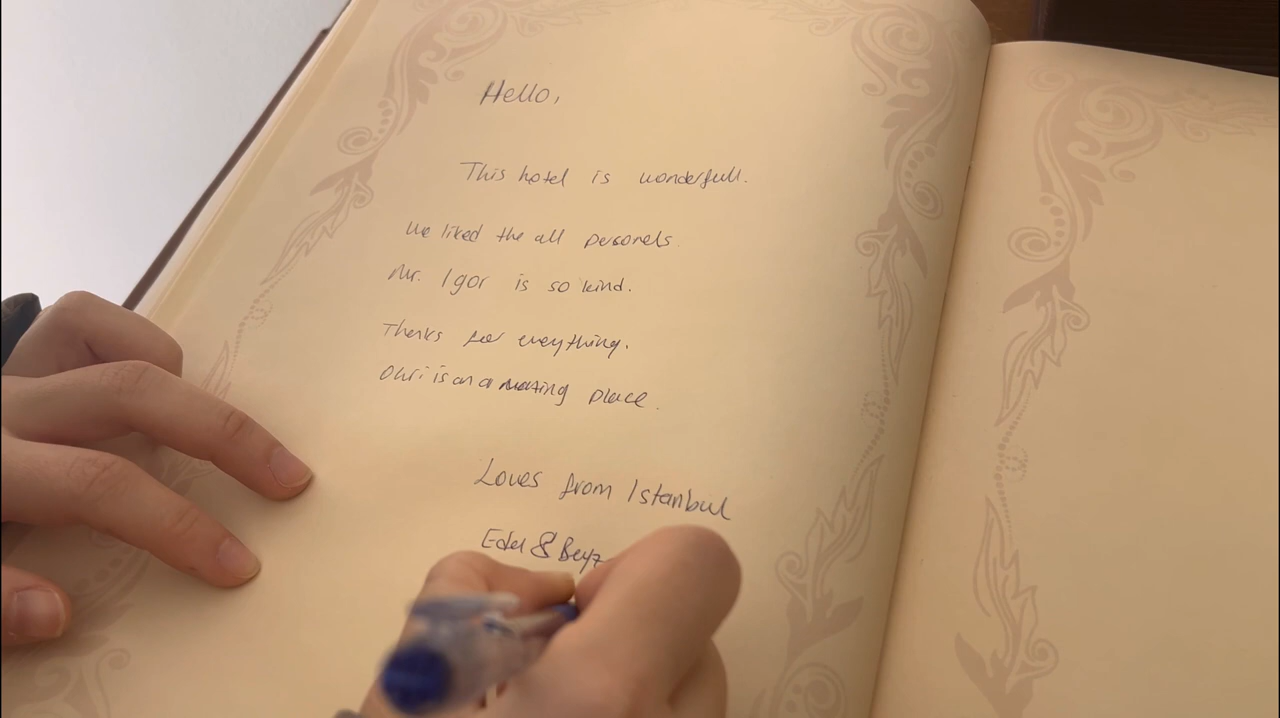 Hello,
This hotel is wonderfull.
We liked the all personels.
Mr. Igor is so kind.
Thanks for everything.
Ohri is an amazing place.
Loves from Istanbul
& Beyz